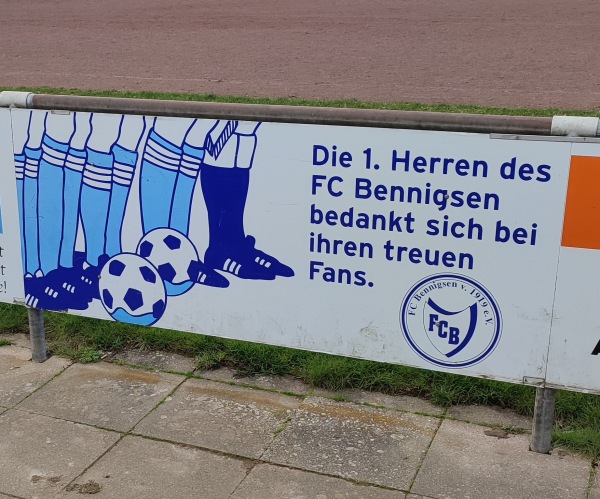 Die 1. Herren des
FC Bennigsen
bedankt sich bei
ihren treuen
Fans.
FC Bennigsen v. 1919 e.V.
FCB